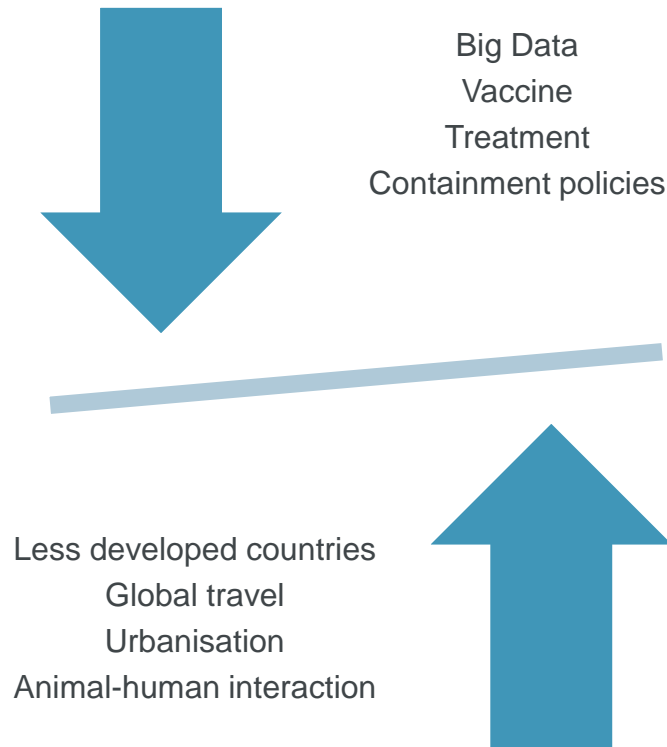 Big Data
Vaccine
Treatment
Containment policies
Less developed countries
Global travel
Urbanisation
Animal-human interaction